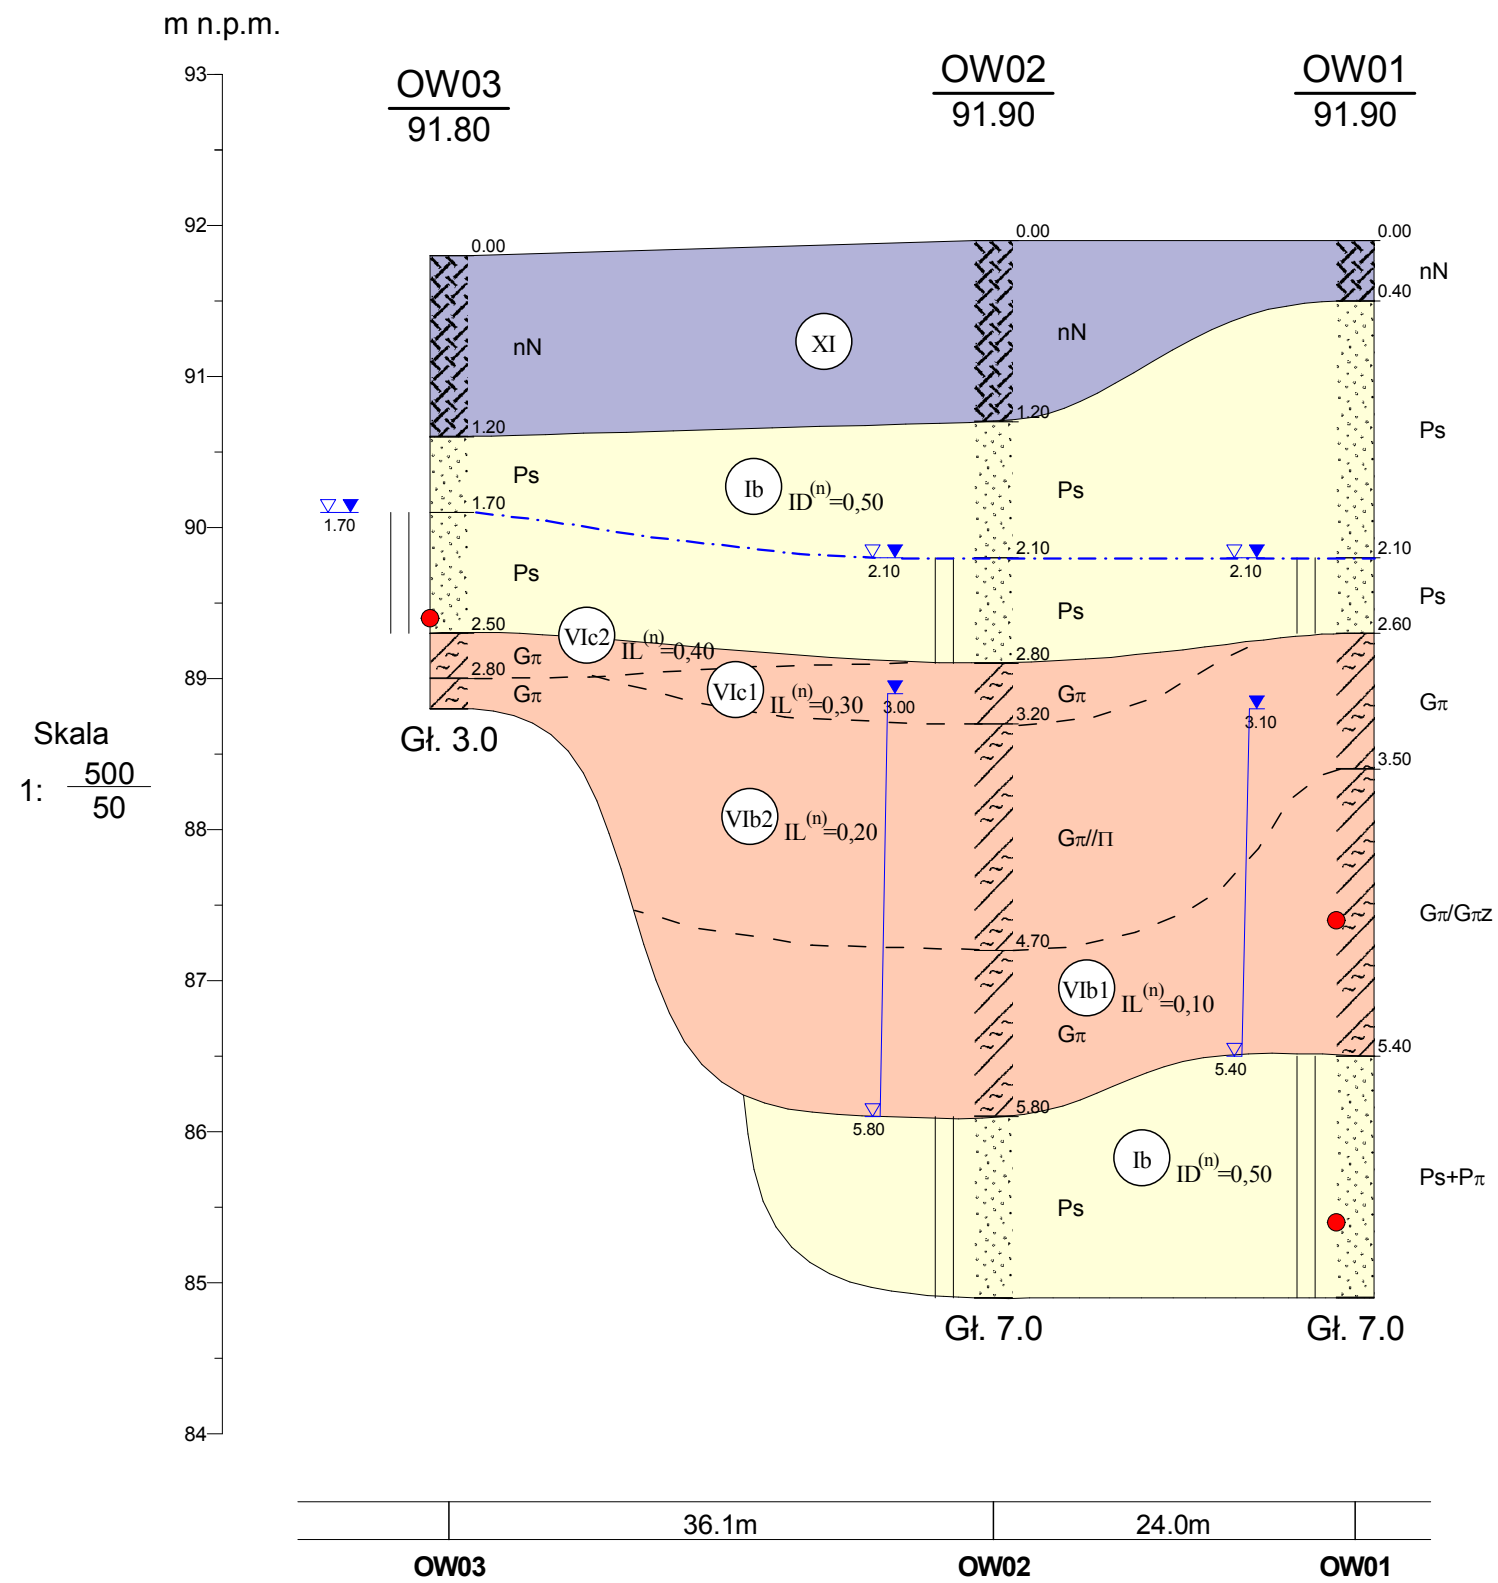 m n.p.m.
93
OW03
91.80
OW02
91.90
OW01
91.90
92
0.00
0.00
0.00
nN
0.40
nN
XI
nN
91
1.20
1.20
Ps
Ps
Ib
ID(n)=0,50
Ps
1.70
1.70
90
2.10
2.10
2.10
2.10
Ps
Ps
Ps
2.50
2.60
VIc2
IL(n)=0,40
Gπ
2.80
2.80
89
Gπ
VIc1
IL(n)=0,30
3.00
Gπ
3.20
3.10
Gπ
Gł. 3.0
Skala
1: 500
50
3.50
88
VIb2
IL(n)=0,20
Gπ//Π
Gπ/Gπz
4.70
87
VIb1
IL(n)=0,10
Gπ
5.40
5.40
5.80
5.80
86
Ib
ID(n)=0,50
Ps
Ps+Pπ
85
Gł. 7.0
Gł. 7.0
84
36.1m
24.0m
OW03
OW02
OW01